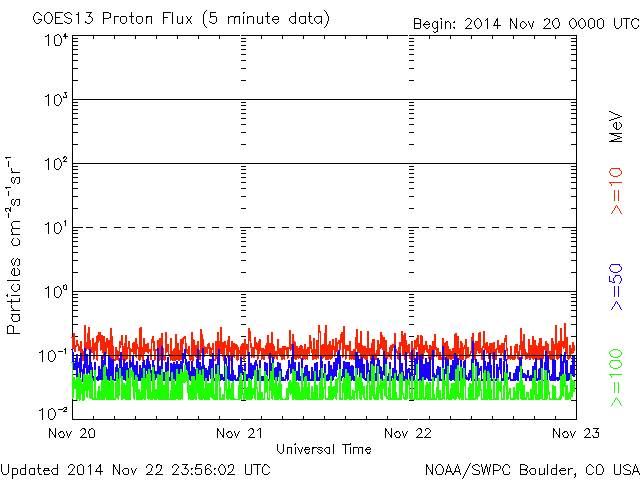 GOES13 Proton Flux (5 minute data)
Begin: 2014 Nov 20 0000 UTC
10⁴
10³
10²
10¹
10⁰
10⁻¹
10⁻²
Particles cm⁻²s⁻¹sr⁻¹
MeV
>=10
>=50
>=100
Nov 20 Nov 21 Nov 22 Nov 23
Universal Time
Updated 2014 Nov 22 23:56:02 UTC
NOAA/SWPC Boulder, CO USA